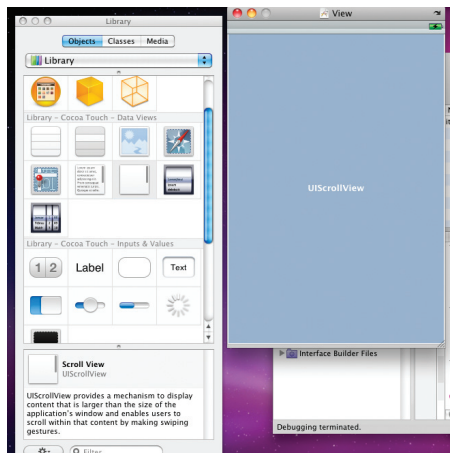 Library
Objects Classes Media
Library
Library – Cocoa Touch – Data Views
Library – Cocoa Touch – Inputs & Values
1 2 Label Text
Scroll View
UIScrollView
UIScrollView provides a mechanism to display
content that is larger than the size of the
application's window and enables users to
scroll within that content by making swiping
gestures.
Filter
View
UIScrollView
Interface Builder Files
Debugging terminated.